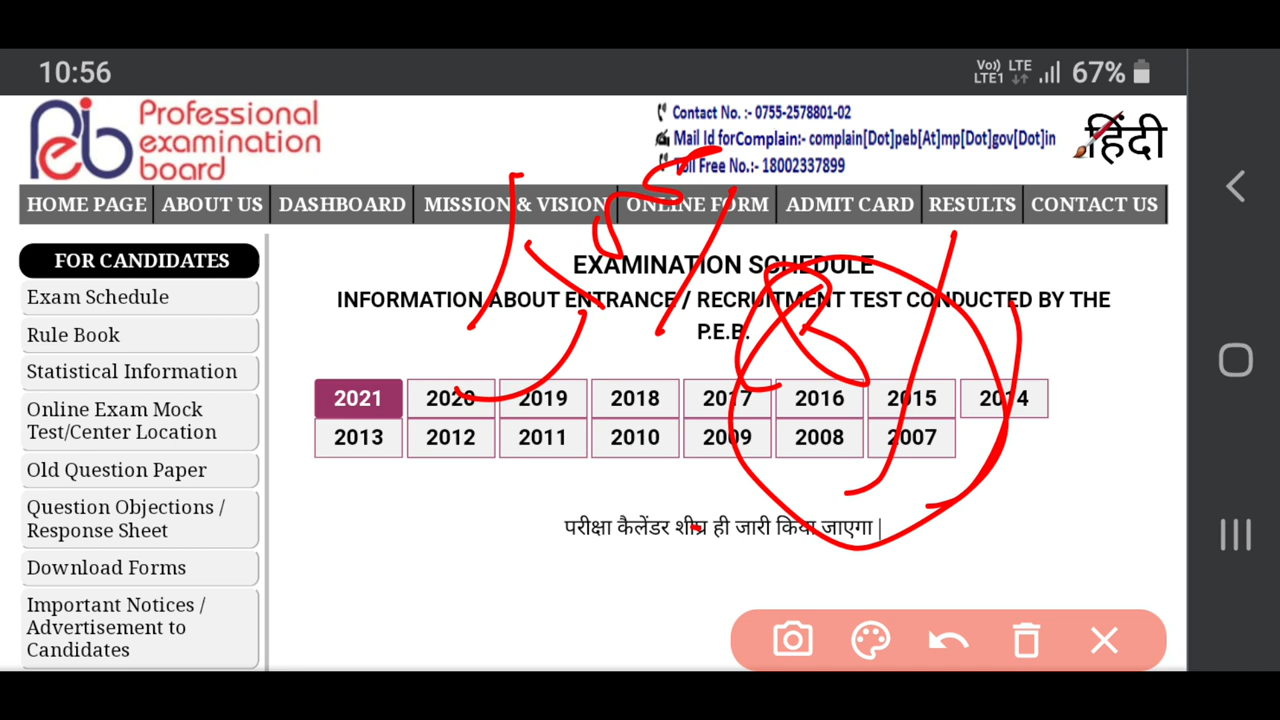 10:56
Vo)) LTE
LTE1
67%
Peb Professional
examination
board
Contact No. :- 0755-2578801-02
Mail Id forComplain:- complain[Dot]peb[At]mp[Dot]gov[Dot]in
Toll Free No.:- 18002337899
हिंदी
HOME PAGE ABOUT US DASHBOARD MISSION & VISION ONLINE FORM ADMIT CARD RESULTS CONTACT US
FOR CANDIDATES
Exam Schedule
Rule Book
Statistical Information
Online Exam Mock
Test/Center Location
Old Question Paper
Question Objections /
Response Sheet
Download Forms
Important Notices /
Advertisement to
Candidates
EXAMINATION SCHEDULE
INFORMATION ABOUT ENTRANCE / RECRUITMENT TEST CONDUCTED BY THE
P.E.B.
2021 2020 2019 2018 2017 2016 2015 2014
2013 2012 2011 2010 2009 2008 2007
परीक्षा कैलेंडर शीघ्र ही जारी किया जाएगा |